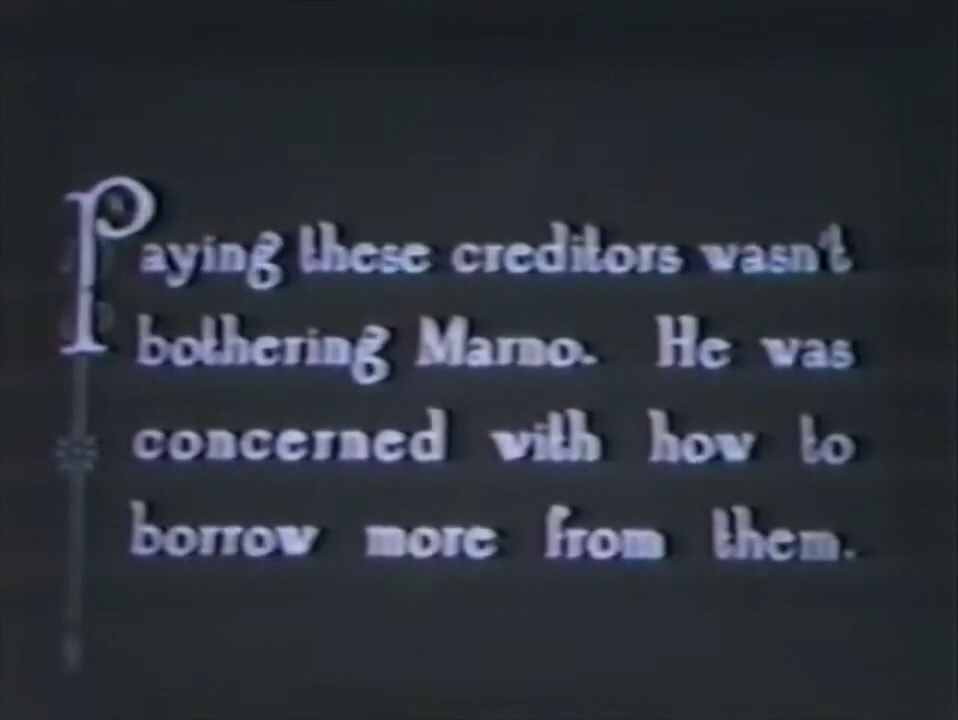 Paying these creditors wasn't
bothering Marno. He was
concerned with how to
borrow more from them.